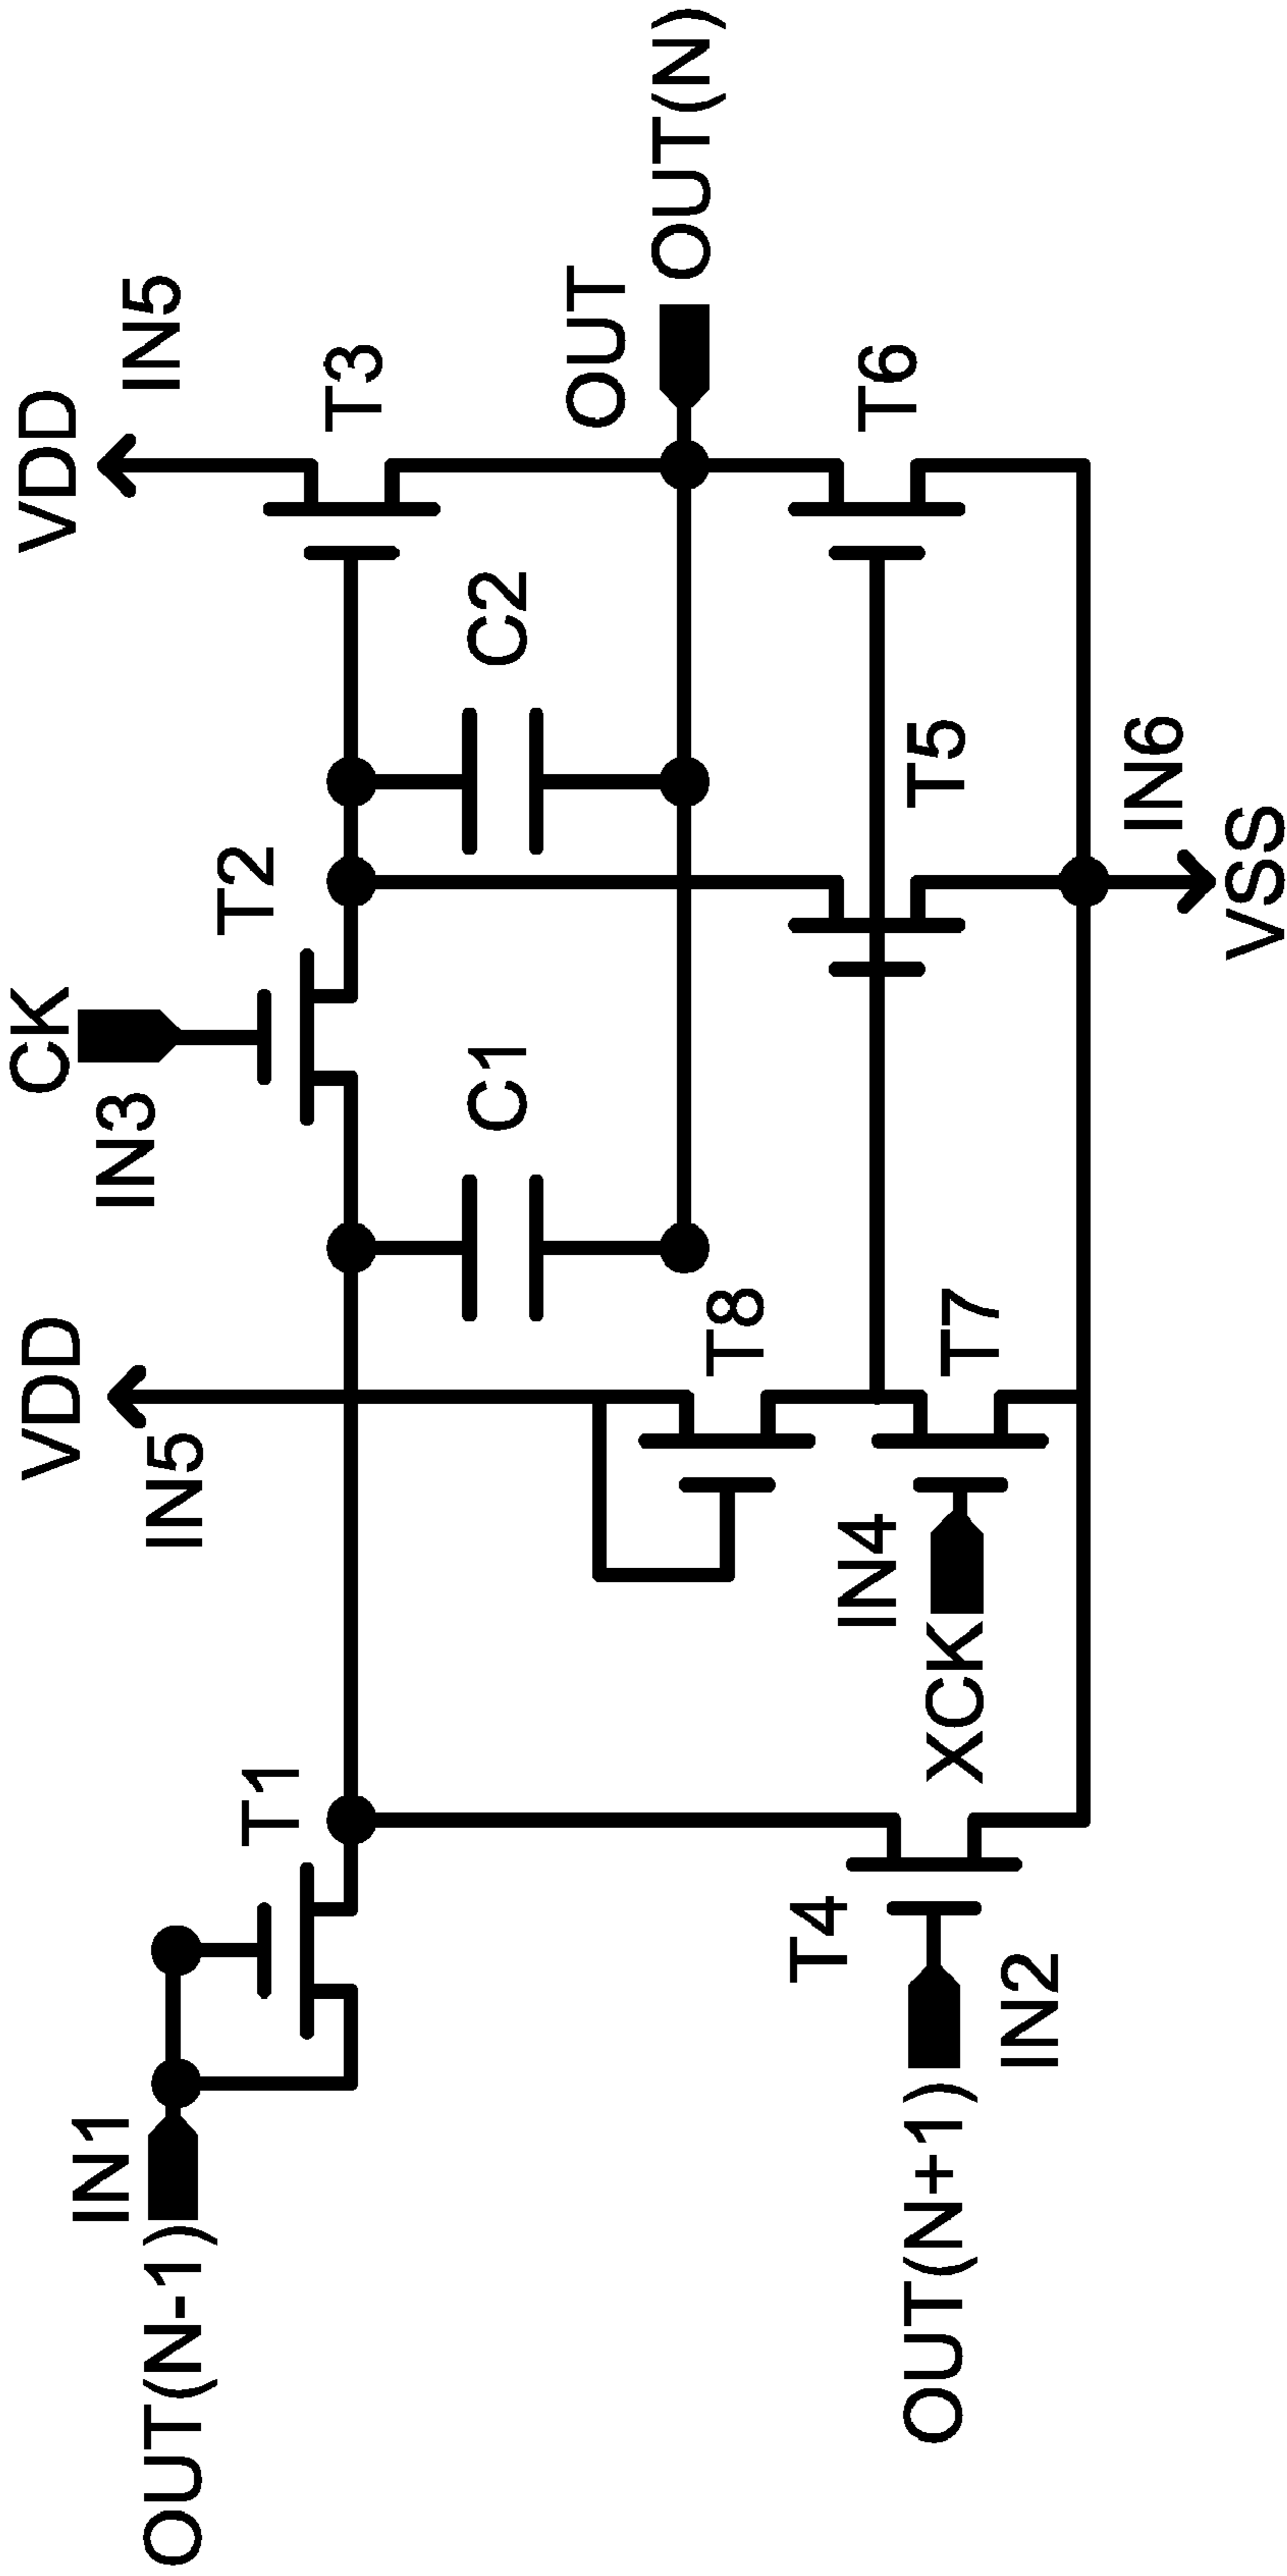 VDD
IN5
T3
OUT
OUT(N)
T6
C2
T5
IN6
VSS
T2
CK
IN3
C1
VDD
IN5
T8
T7
IN4
XCK
T1
IN1
OUT(N-1)
T4
IN2
OUT(N+1)